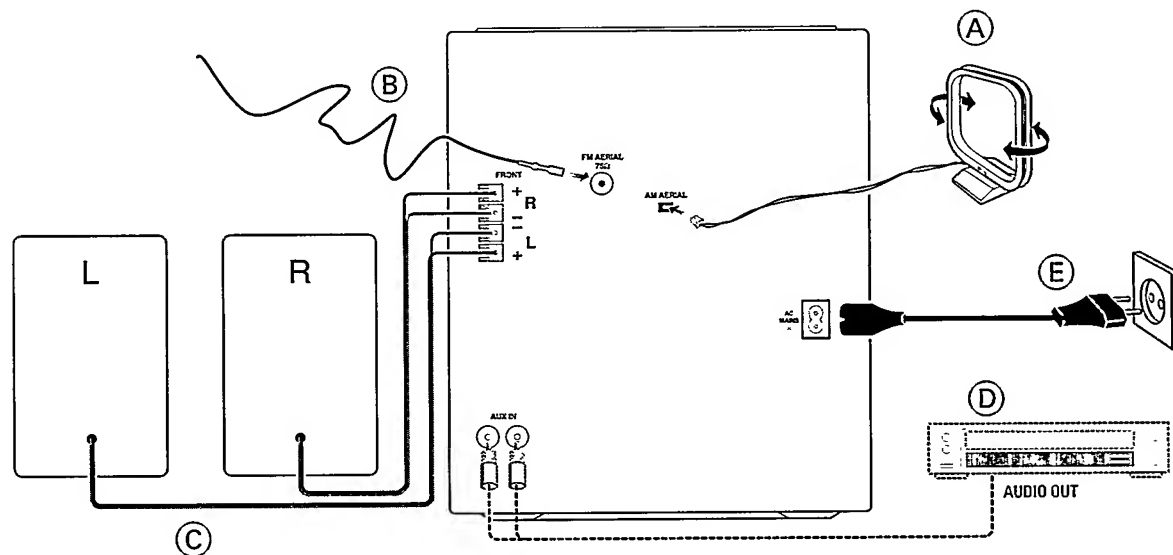 A
B
FM AERIAL
75Ω
FRONT
+
R
−
−
L
+
AM AERIAL
L
R
E
AC
MAINS
~
D
AUX IN
AUDIO OUT
C